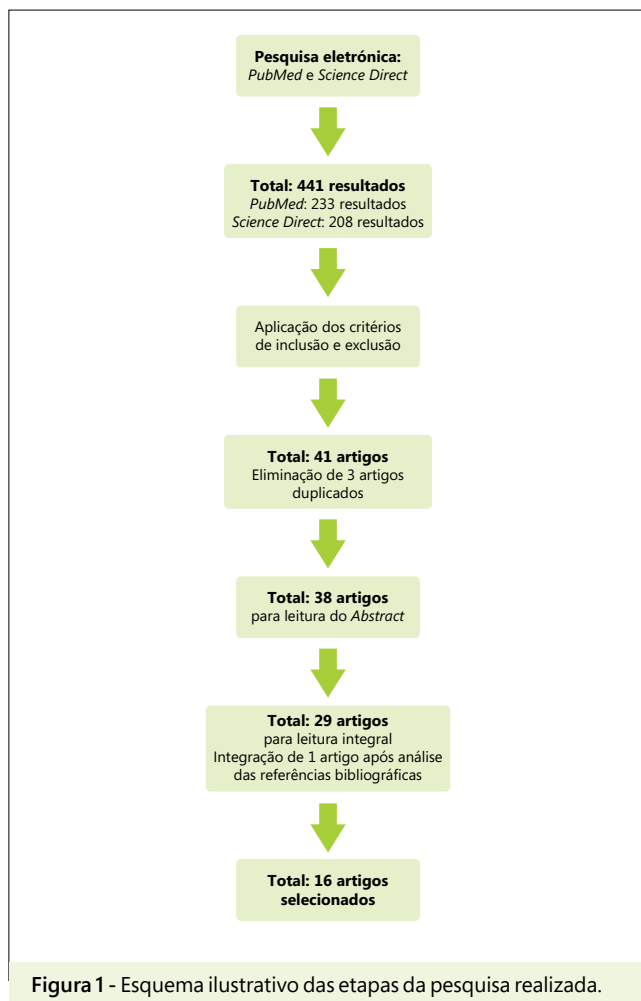 Pesquisa eletrónica:
PubMed e Science Direct
Total: 441 resultados
PubMed: 233 resultados
Science Direct: 208 resultados
Aplicação dos critérios
de inclusão e exclusão
Total: 41 artigos
Eliminação de 3 artigos
duplicados
Total: 38 artigos
para leitura do Abstract
Total: 29 artigos
para leitura integral
Integração de 1 artigo após análise
das referências bibliográficas
Total: 16 artigos
selecionados
Figura 1 - Esquema ilustrativo das etapas da pesquisa realizada.